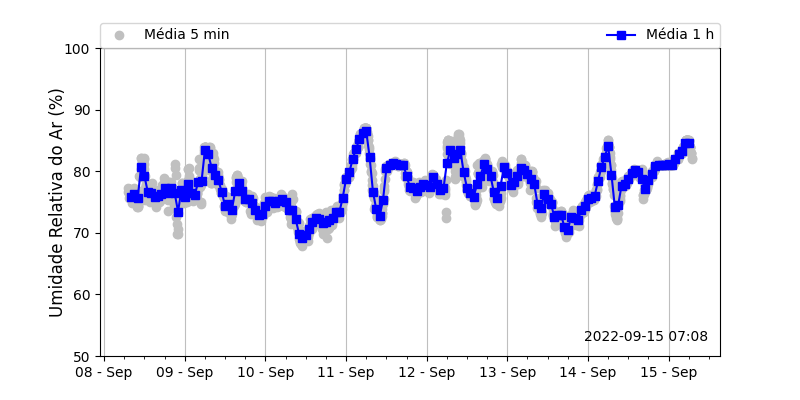 Média 5 min
Média 1 h
Umidade Relativa do Ar (%)
100
90
80
70
60
50
2022-09-15 07:08
08 - Sep
09 - Sep
10 - Sep
11 - Sep
12 - Sep
13 - Sep
14 - Sep
15 - Sep